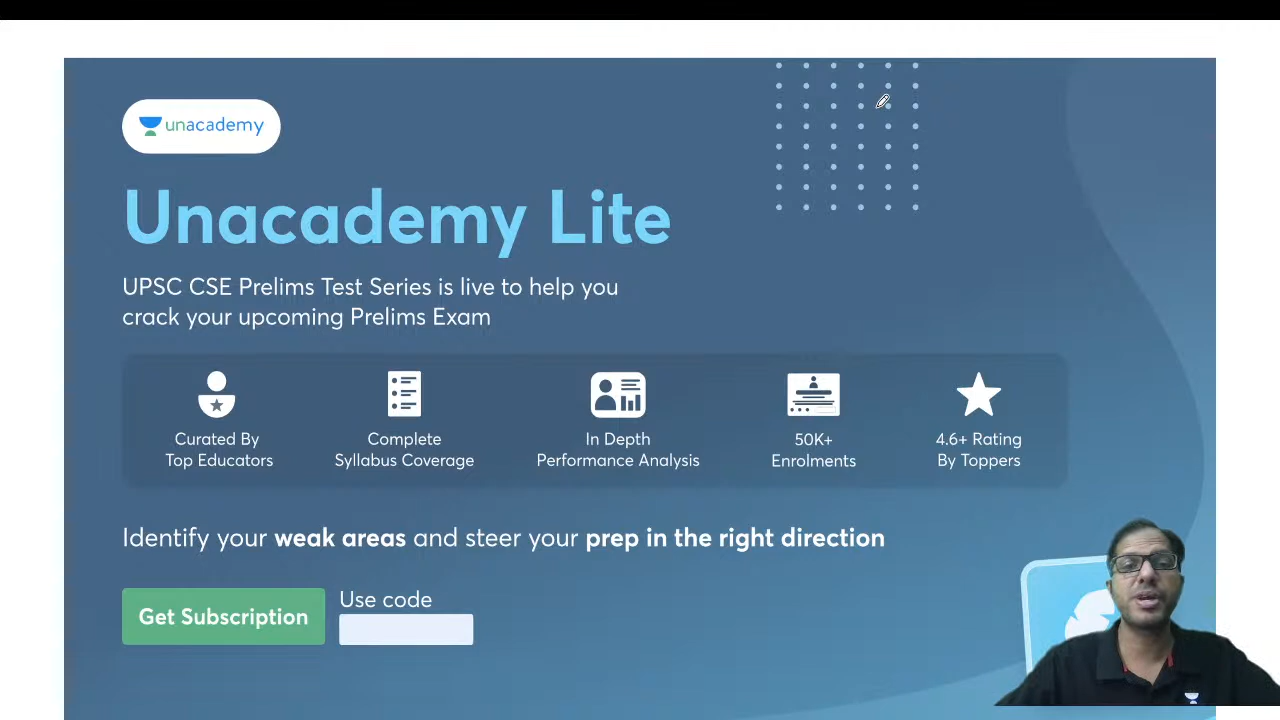 unacademy
Unacademy Lite
UPSC CSE Prelims Test Series is live to help you
crack your upcoming Prelims Exam
Curated By
Top Educators
Complete
Syllabus Coverage
In Depth
Performance Analysis
50K+
Enrolments
4.6+ Rating
By Toppers
Identify your weak areas and steer your prep in the right direction
Get Subscription
Use code